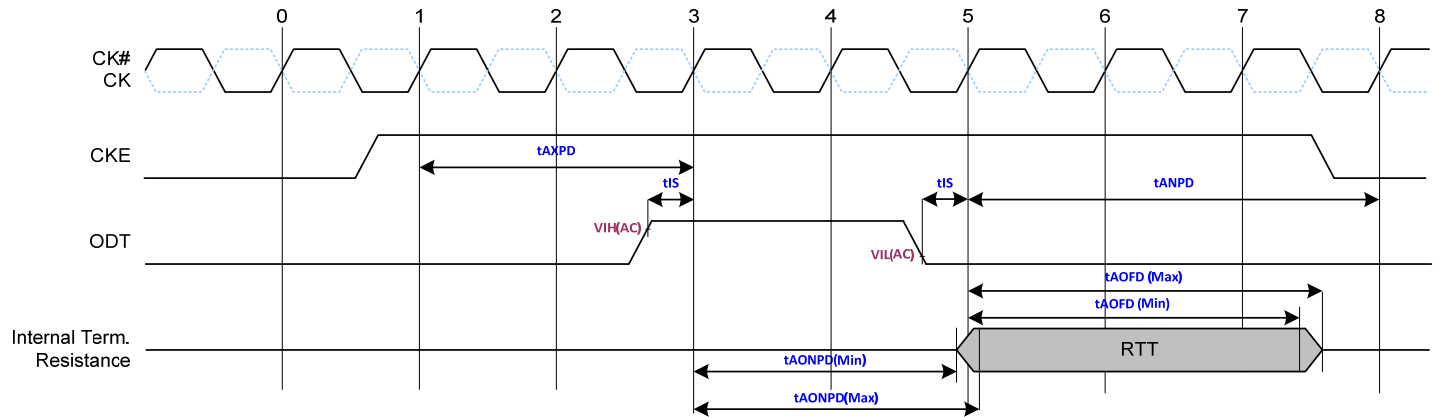 0 1 2 3 4 5 6 7 8
CK#
CK
CKE
tAXPD
tIS
tIS
tANPD
VIH(AC)
ODT
VIL(AC)
tAOFD (Max)
tAOFD (Min)
Internal Term.
Resistance
RTT
tAONPD(Min)
tAONPD(Max)